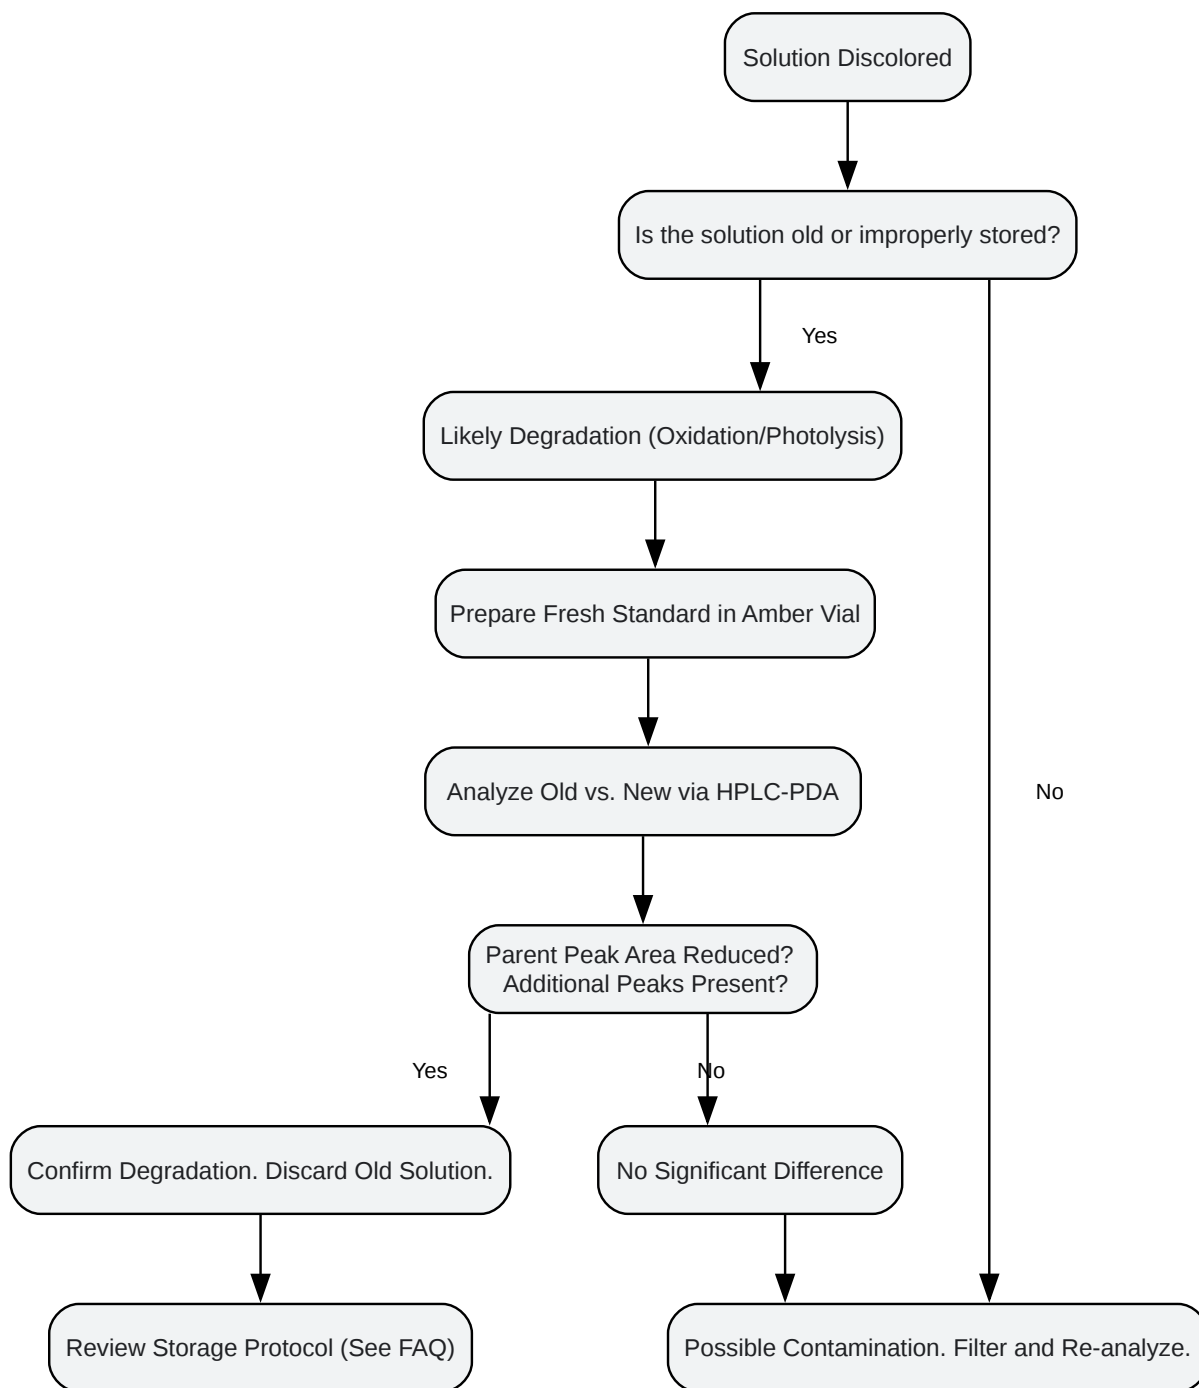 Solution Discolored
Is the solution old or improperly stored?
Yes
Likely Degradation (Oxidation/Photolysis)
Prepare Fresh Standard in Amber Vial
Analyze Old vs. New via HPLC-PDA
No
Parent Peak Area Reduced?
Additional Peaks Present?
Yes
No
Confirm Degradation. Discard Old Solution.
No Significant Difference
Review Storage Protocol (See FAQ)
Possible Contamination. Filter and Re-analyze.